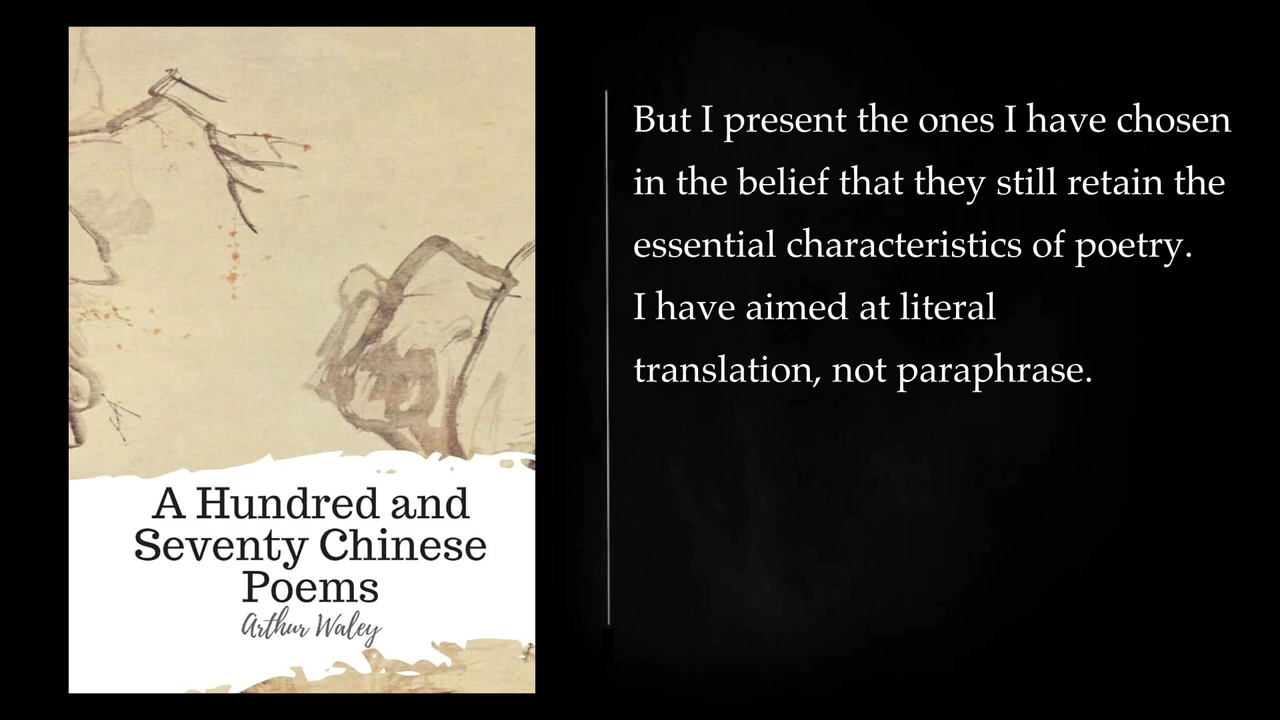 A Hundred and
Seventy Chinese
Poems
Arthur Waley
But I present the ones I have chosen
in the belief that they still retain the
essential characteristics of poetry.
I have aimed at literal
translation, not paraphrase.